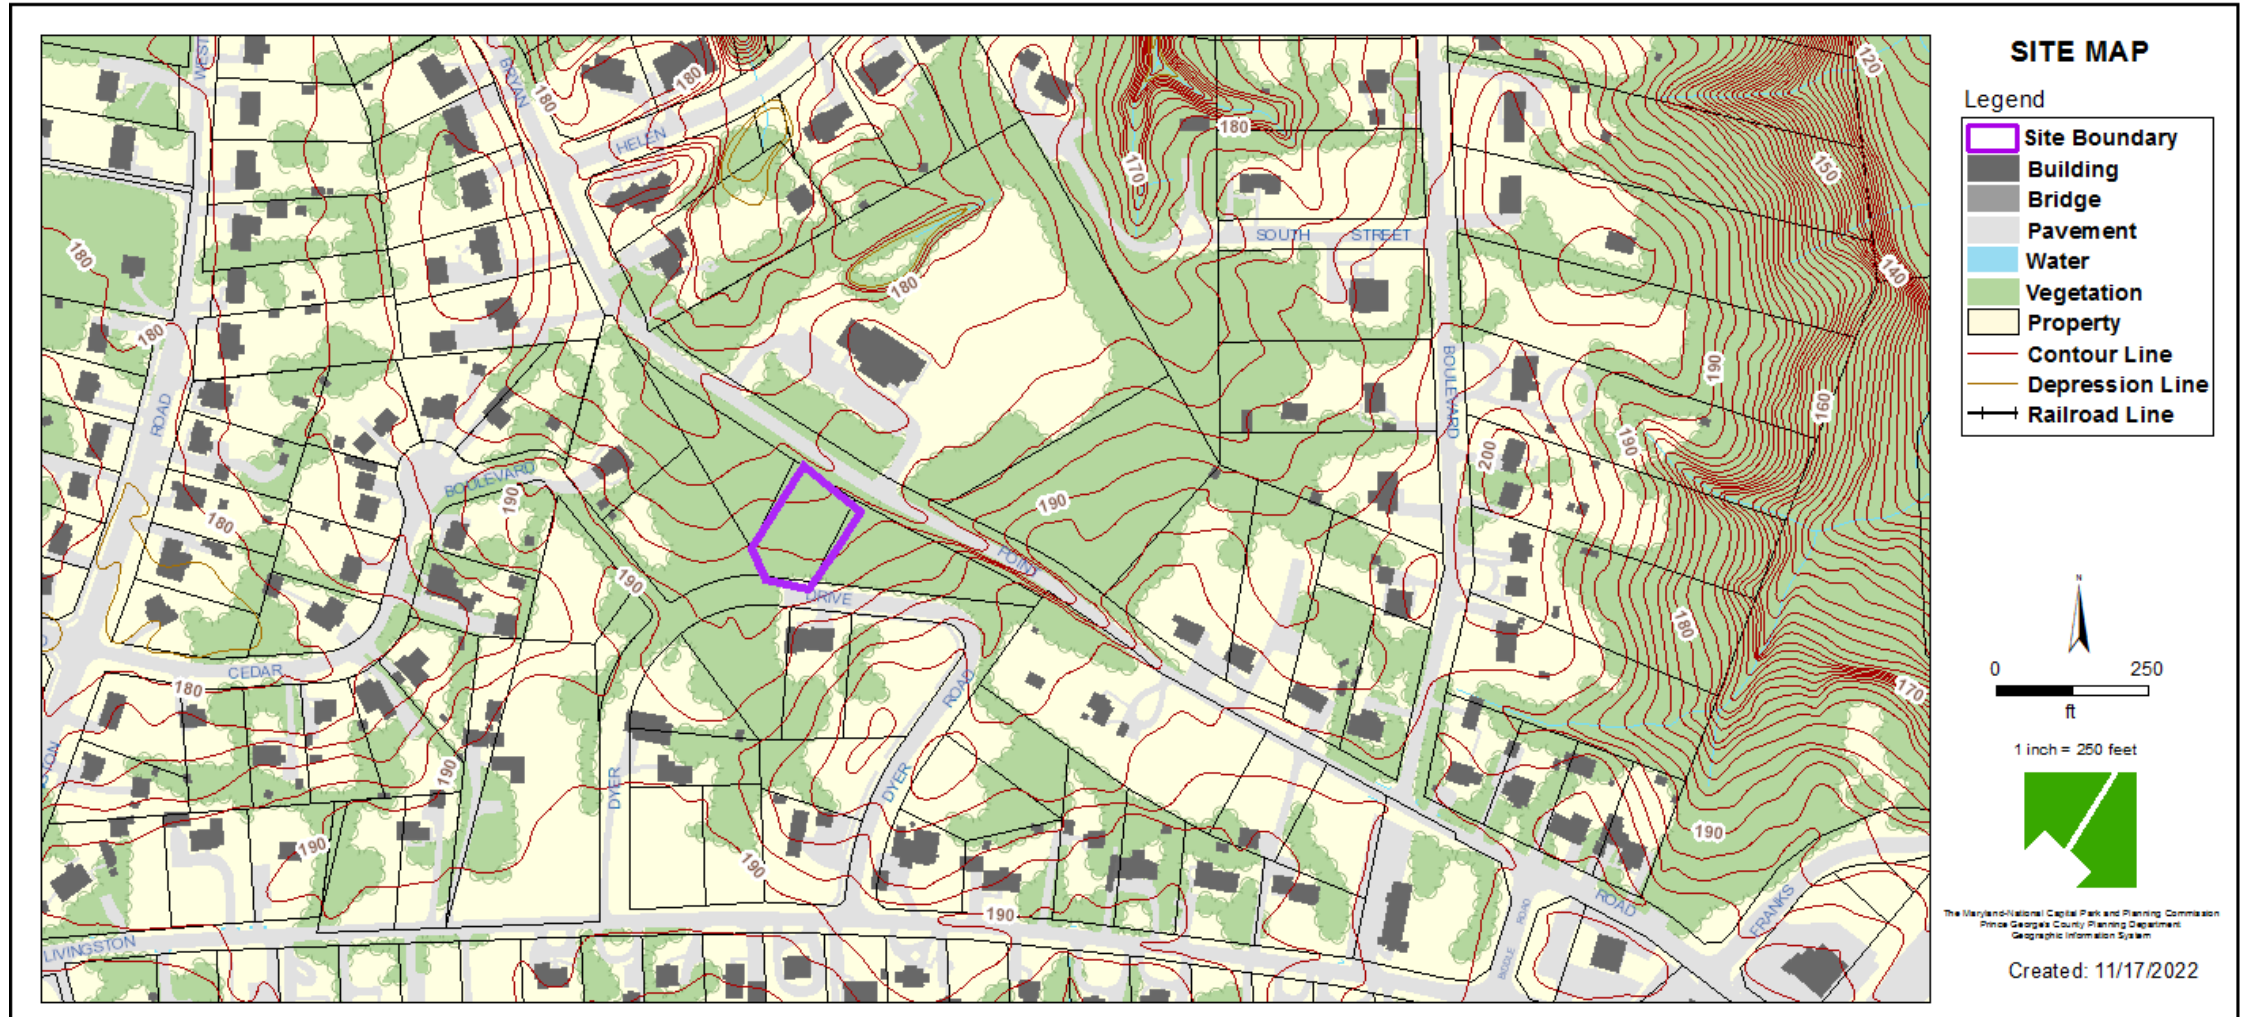 SITE MAP
Legend
Site Boundary
Building
Bridge
Pavement
Water
Vegetation
Property
Contour Line
Depression Line
Railroad Line
N
0 250
ft
1 inch = 250 feet
The Maryland-National Capital Park and Planning Commission
Prince George's County Planning Department
Geographic Information System
Created: 11/17/2022
WEST
BRYAN
180
180
HELEN
180
170
120
150
180
SOUTH STREET
180
140
180
ROAD
BOULEVARD
190
160
BOULEVARD
190
200
190
180
190
POINT
190
DRIVE
180
CEDAR
180
ROAD
170
190
DYER
DYER
190
190
190
190
ROAD
FRANKS
LIVINGSTON
BIDDLE ROAD